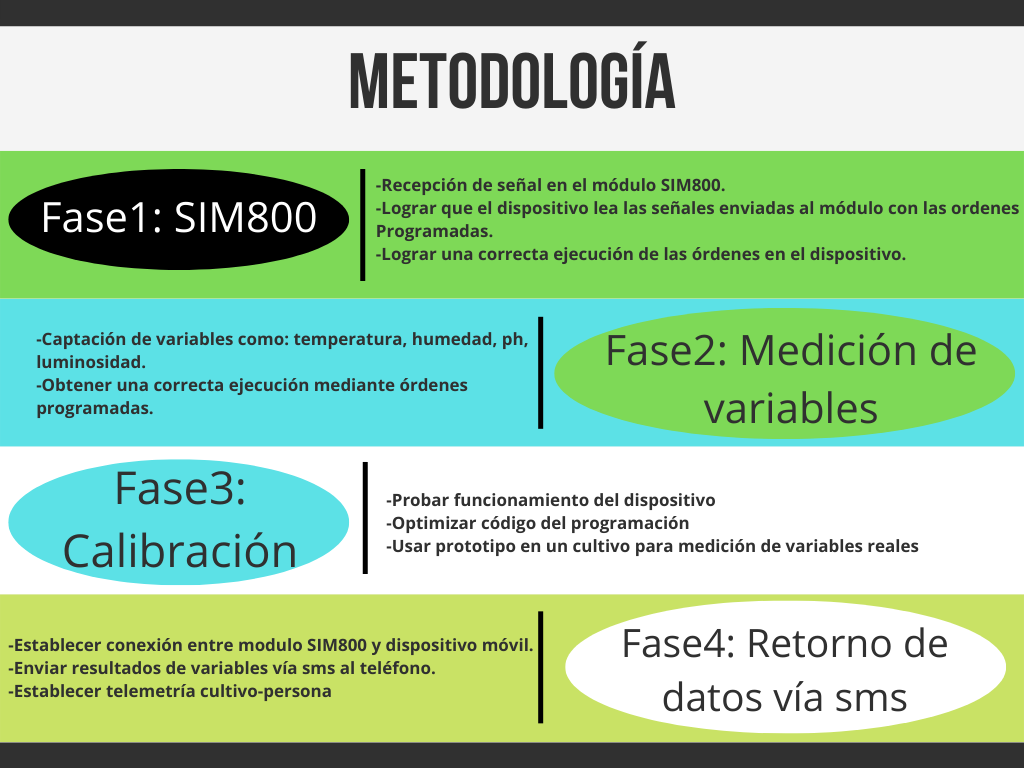 METODOLOGÍA
Fase1: SIM800
-Recepción de señal en el módulo SIM800.
-Lograr que el dispositivo lea las señales enviadas al módulo con las ordenes
Programadas.
-Lograr una correcta ejecución de las órdenes en el dispositivo.
-Captación de variables como: temperatura, humedad, ph,
luminosidad.
-Obtener una correcta ejecución mediante órdenes
programadas.
Fase2: Medición de
variables
Fase3:
Calibración
-Probar funcionamiento del dispositivo
-Optimizar código del programación
-Usar prototipo en un cultivo para medición de variables reales
-Establecer conexión entre modulo SIM800 y dispositivo móvil.
-Enviar resultados de variables vía sms al teléfono.
-Establecer telemetría cultivo-persona
Fase4: Retorno de
datos vía sms